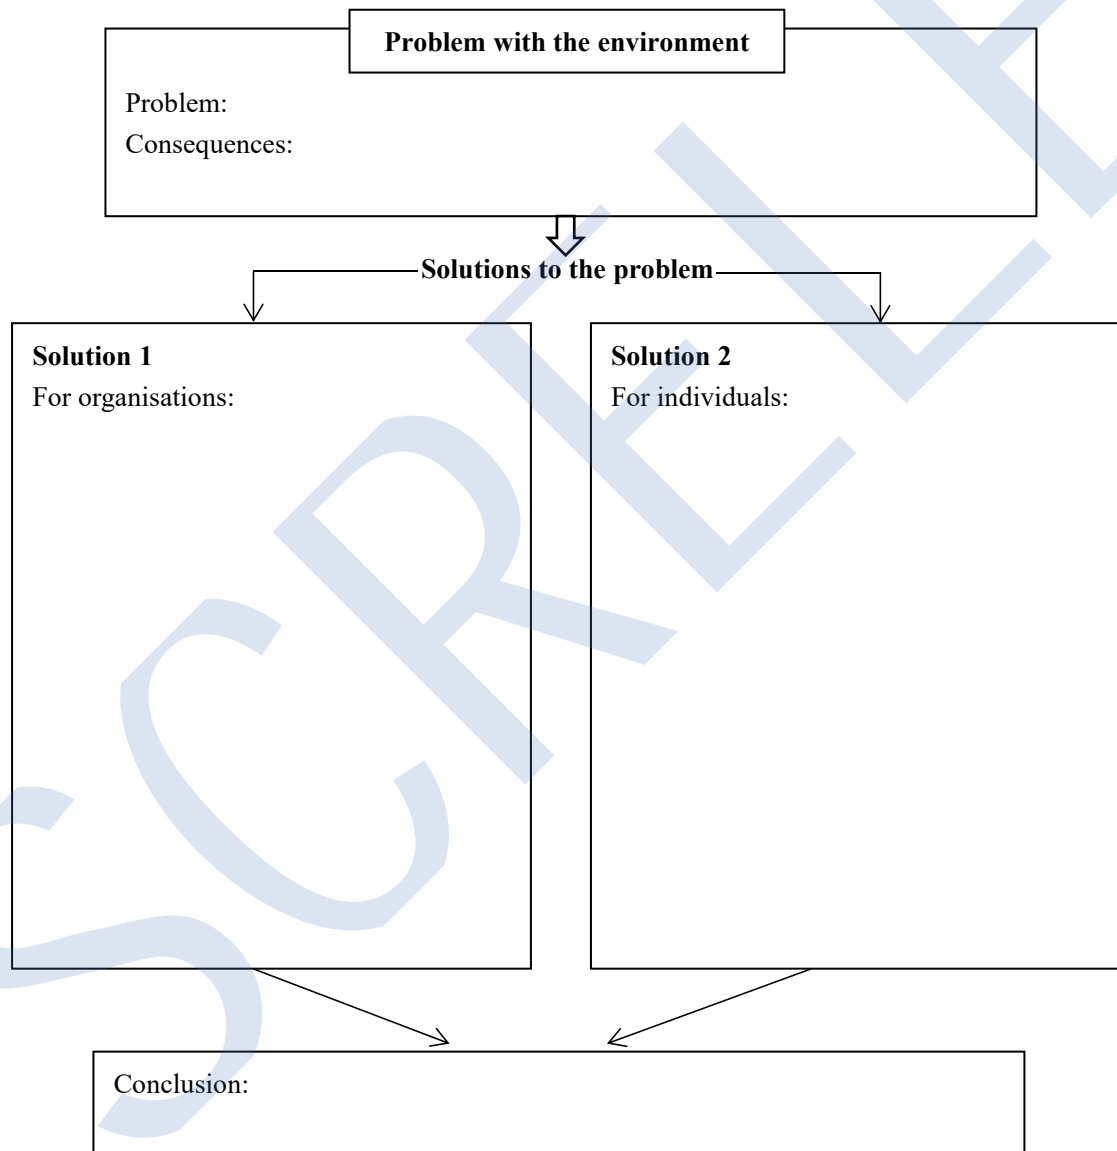 Problem with the environment
Problem:
Consequences:
Solutions to the problem
Solution 1
For organisations:
Solution 2
For individuals:
Conclusion: